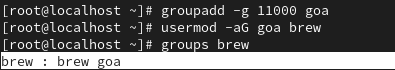 [root@localhost ~]# groupadd -g 11000 goa
[root@localhost ~]# usermod -aG goa brew
[root@localhost ~]# groups brew
brew : brew goa